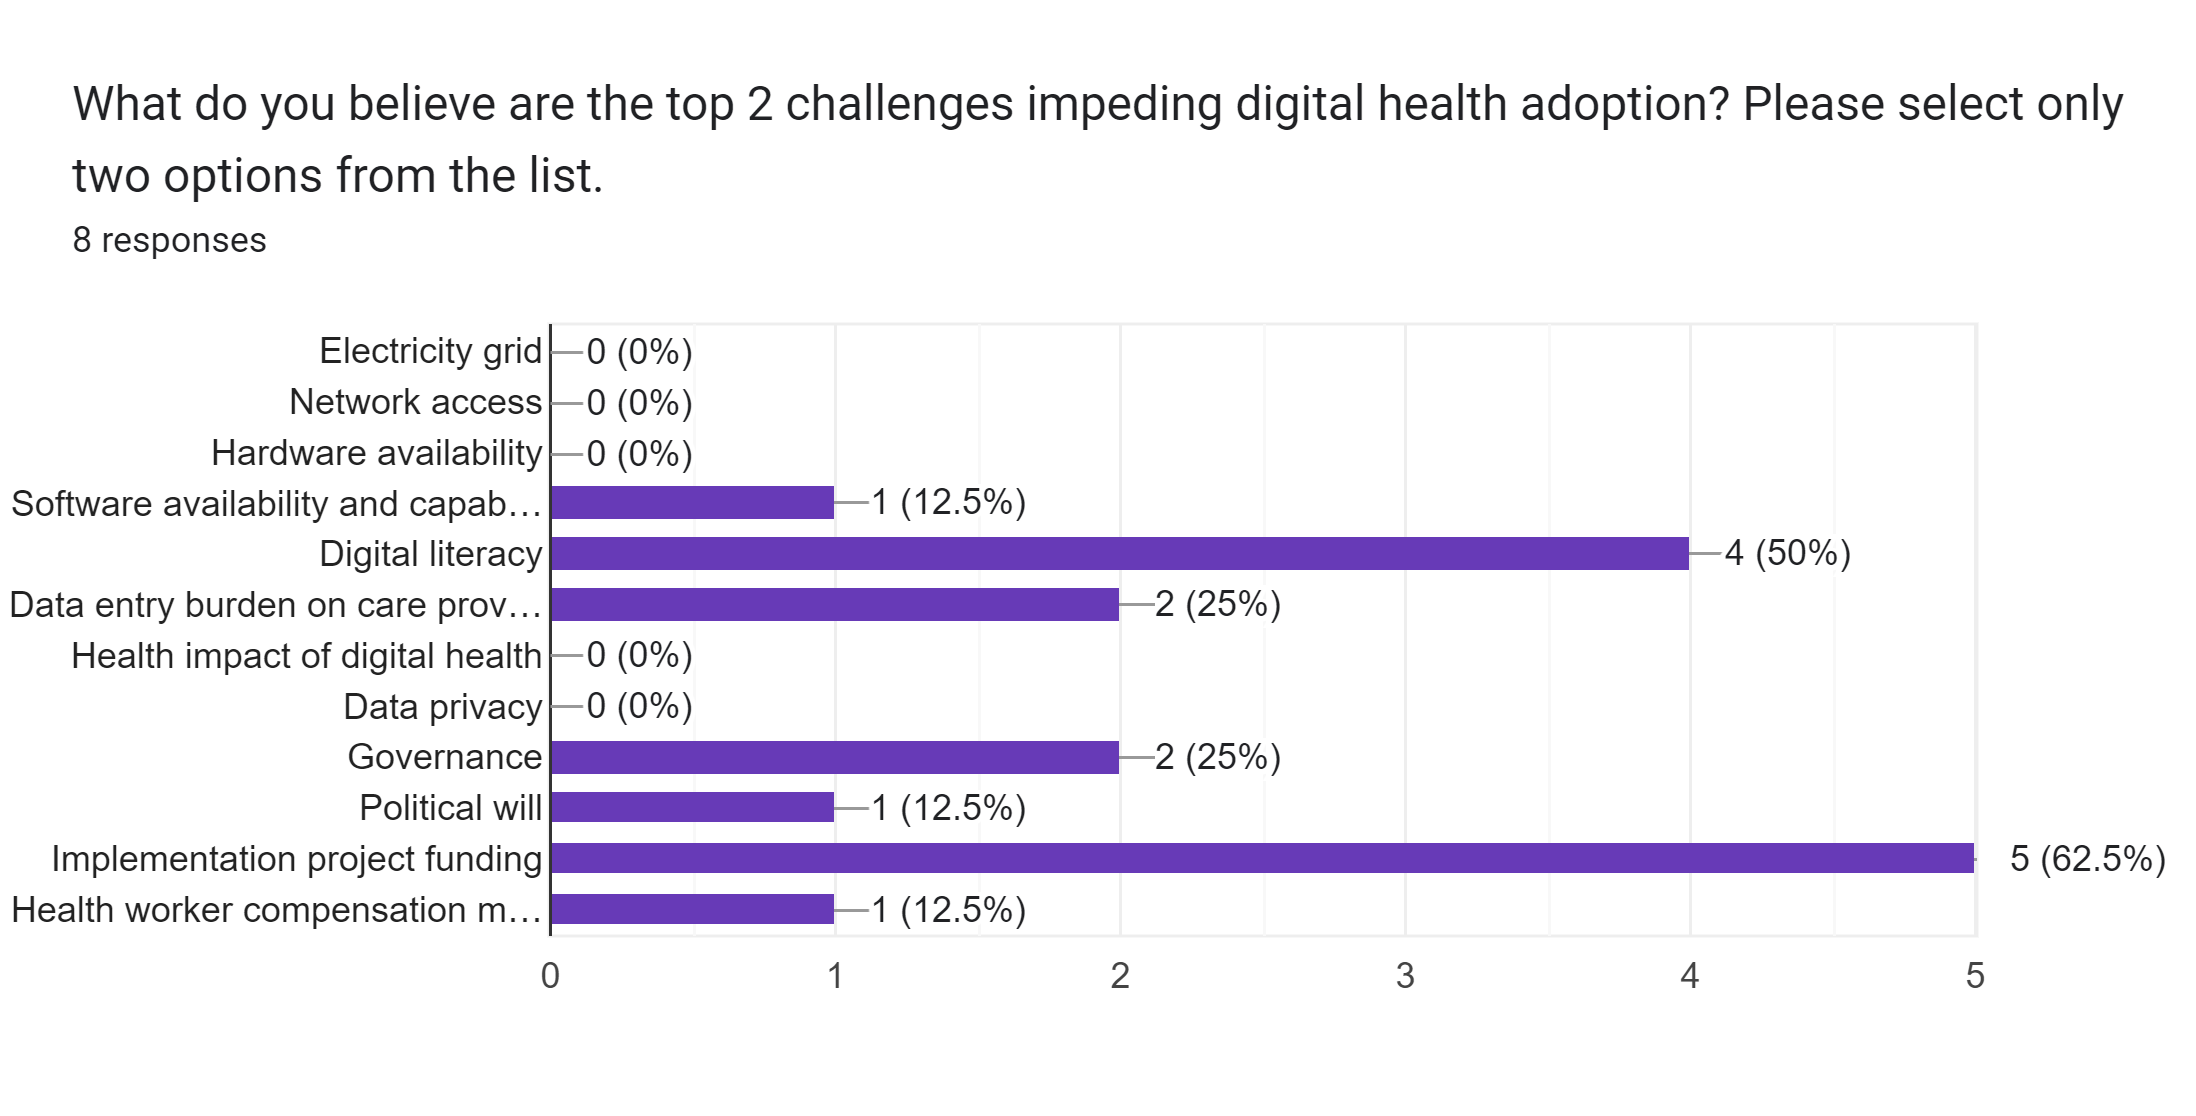 What do you believe are the top 2 challenges impeding digital health adoption? Please select only
two options from the list.
8 responses
Electricity grid 0 (0%)
Network access 0 (0%)
Hardware availability 0 (0%)
Software availability and capab… 1 (12.5%)
Digital literacy 4 (50%)
Data entry burden on care prov… 2 (25%)
Health impact of digital health 0 (0%)
Data privacy 0 (0%)
Governance 2 (25%)
Political will 1 (12.5%)
Implementation project funding 5 (62.5%)
Health worker compensation m… 1 (12.5%)
0 1 2 3 4 5